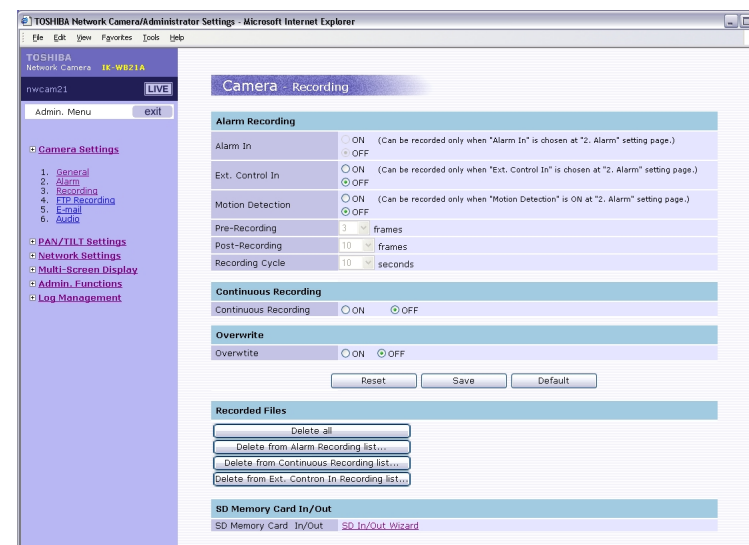 TOSHIBA Network Camera/Administrator Settings - Microsoft Internet Explorer
File Edit View Favorites Tools Help
TOSHIBA
Network Camera IK-WB21A
nwcam21 LIVE
Admin. Menu exit
Camera Settings
1. General
2. Alarm
3. Recording
4. FTP Recording
5. E-mail
6. Audio
PAN/TILT Settings
Network Settings
Multi-Screen Display
Admin. Functions
Log Management
Camera - Recording
Alarm Recording
Alarm In ON (Can be recorded only when "Alarm In" is chosen at "2. Alarm" setting page.)
OFF
Ext. Control In ON (Can be recorded only when "Ext. Control In" is chosen at "2. Alarm" setting page.)
OFF
Motion Detection ON (Can be recorded only when "Motion Detection" is ON at "2. Alarm" setting page.)
OFF
Pre-Recording 3 frames
Post-Recording 10 frames
Recording Cycle 10 seconds
Continuous Recording
Continuous Recording ON OFF
Overwrite
Overwtite ON OFF
Reset Save Default
Recorded Files
Delete all
Delete from Alarm Recording list...
Delete from Continuous Recording list...
Delete from Ext. Contron In Recording list...
SD Memory Card In/Out
SD Memory Card In/Out SD In/Out Wizard